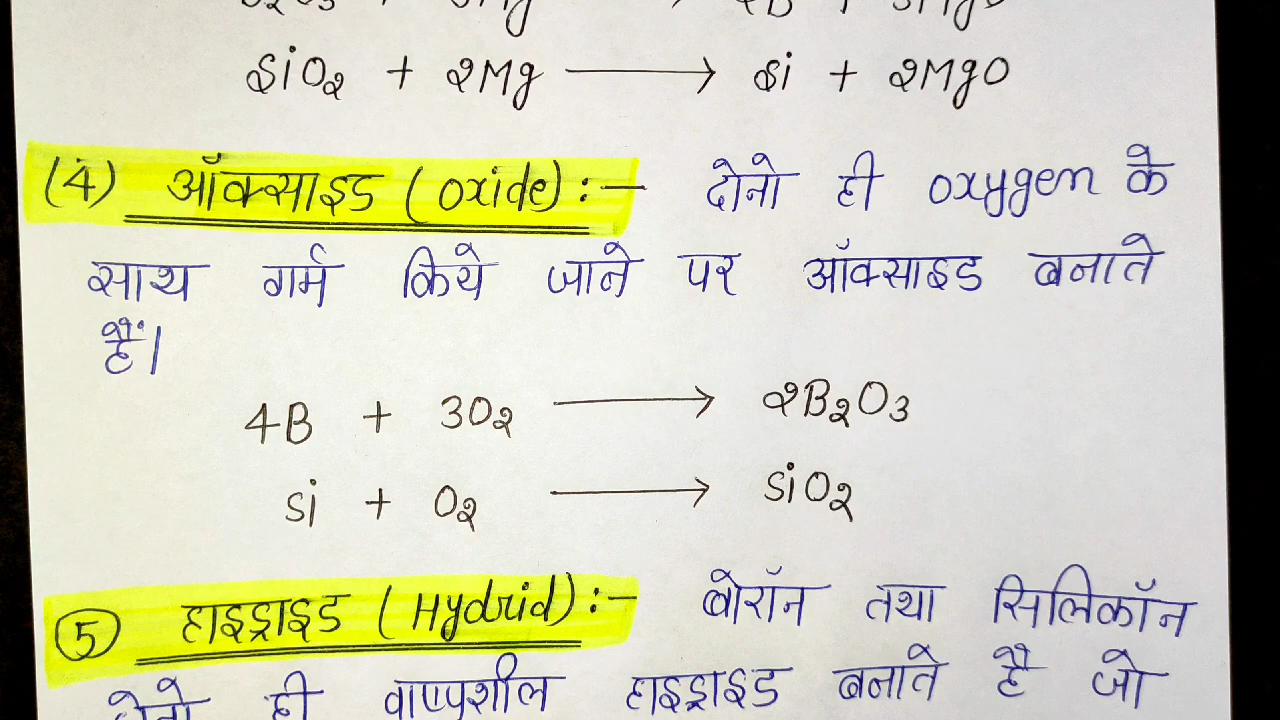 SiO₂ + 2Mg ⟶ Si + 2MgO
(4) ऑक्साइड (oxide) :— दोनो ही oxygen के
साथ गर्म किये जाने पर ऑक्साइड बनाते
हैं।
4B + 3O₂ ⟶ 2B₂O₃
Si + O₂ ⟶ SiO₂
⑤ हाइड्राइड (Hydrid) :— बोरॉन तथा सिलिकॉन
ही वाष्पशील हाइड्राइड बनाते है जो